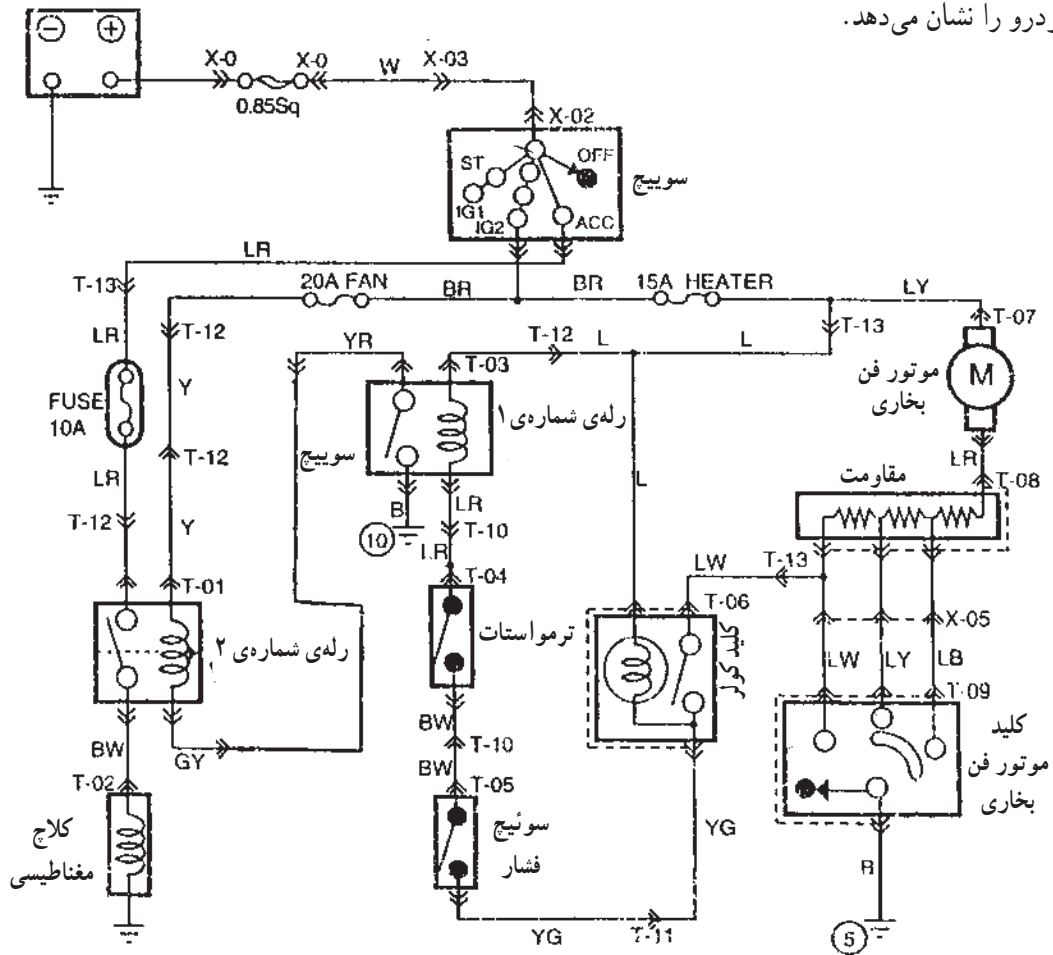 ردرو را نشان می‌دهد.
− +
X-0 X-0 W X-03
0.85Sq
X-02
ST OFF
IG1
IG2 ACC
سوییچ
LR
T-13
20A FAN BR BR 15A HEATER LY
T-12 T-13 T-07
YR T-12 L L
LR
T-03
M
موتور فن
بخاری
FUSE
10A
Y
رله‌ی شماره‌ی ۱
سوییچ
T-12
LR
LR
T-08
مقاومت
L
B LR
10
T-10
T-12 Y
LR
T-04
LW T-13
T-06
X-05
T-01
ترمواستات
کلید کولر
رله‌ی شماره‌ی ۲
LW LY LB
T-09
BW
T-10
BW GY
BW
T-02
T-05
کلید
موتور فن
بخاری
کلاچ
مغناطیسی
سوئیچ
فشار
YG
B
YG T-11
5